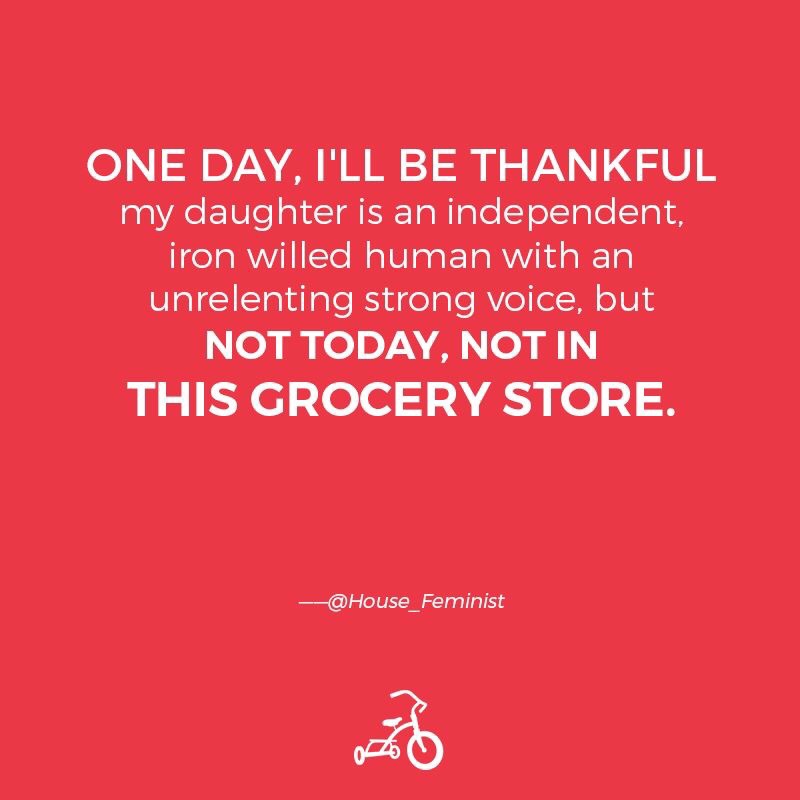 ONE DAY, I'LL BE THANKFUL
my daughter is an independent,
iron willed human with an
unrelenting strong voice, but
NOT TODAY, NOT IN
THIS GROCERY STORE.
——@House_Feminist